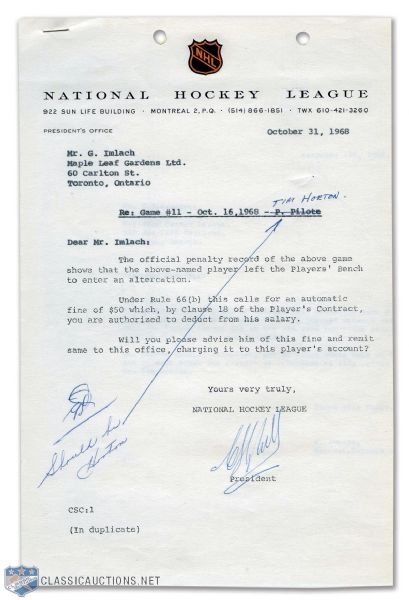 NHL
NATIONAL HOCKEY LEAGUE
922 SUN LIFE BUILDING · MONTREAL 2, P.Q. · (514) 866-1851 · TWX 610-421-3260
PRESIDENT'S OFFICE
October 31, 1968
Mr. G. Imlach
Maple Leaf Gardens Ltd.
60 Carlton St.
Toronto, Ontario
TIM HORTON.
Re: Game #11 - Oct. 16,1968 - P. Pilote
Dear Mr. Imlach:
The official penalty record of the above game
shows that the above-named player left the Players' Bench
to enter an altercation.
Under Rule 66(b) this calls for an automatic
fine of $50 which, by Clause 18 of the Player's Contract,
you are authorized to deduct from his salary.
Will you please advise him of this fine and remit
same to this office, charging it to this player's account?
Yours very truly,
NATIONAL HOCKEY LEAGUE
Should be
Horton
President
CSC:l
(In duplicate)
CLASSICAUCTIONS.NET